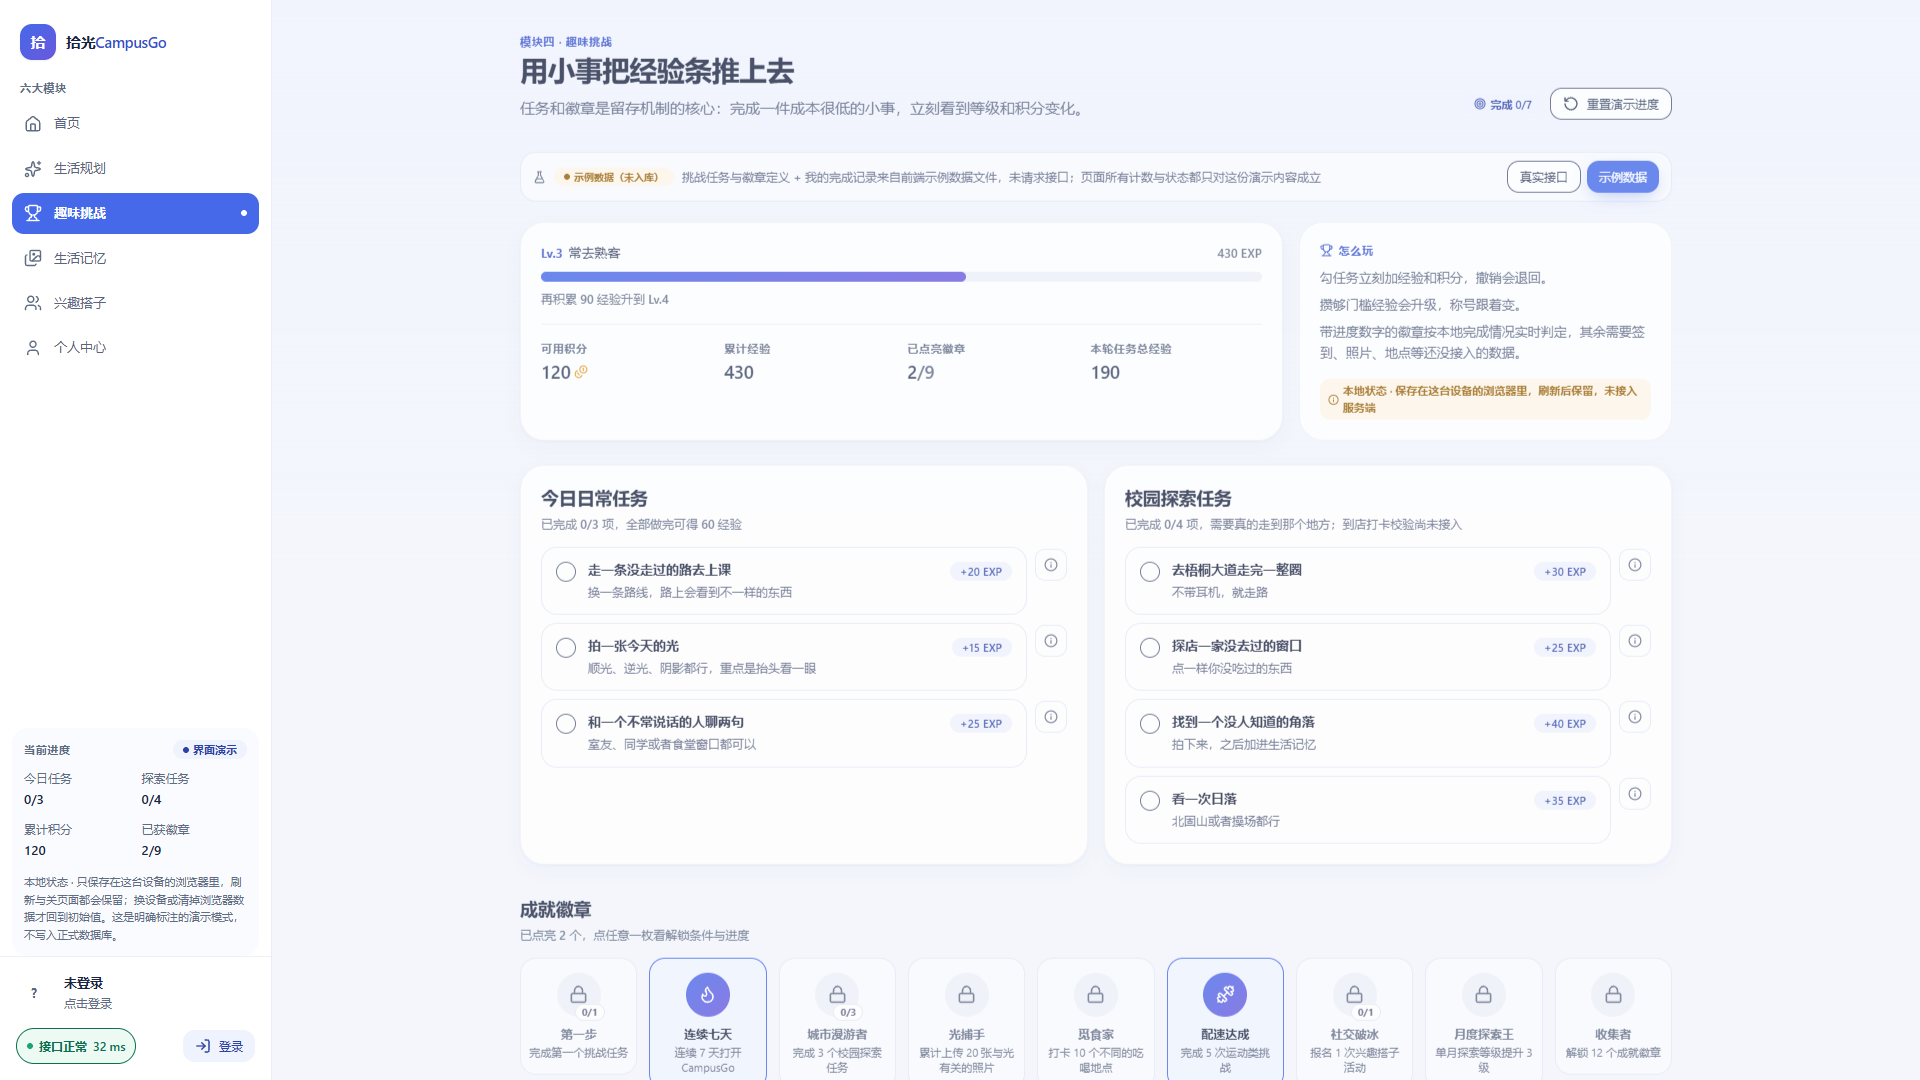 拾 拾光CampusGo
六大模块
首页
生活规划
趣味挑战
生活记忆
兴趣搭子
个人中心
当前进度 界面演示
今日任务 探索任务
0/3 0/4
累计积分 已获徽章
120 2/9
本地状态 · 只保存在这台设备的浏览器里，刷
新与关页面都会保留；换设备或清掉浏览器数
据才回到初始值。这是明确标注的演示模式，
不写入正式数据库。
? 未登录
点击登录
接口正常 32 ms 登录
模块四 · 趣味挑战
用小事把经验条推上去
任务和徽章是留存机制的核心：完成一件成本很低的小事，立刻看到等级和积分变化。
完成 0/7 重置演示进度
示例数据（未入库） 挑战任务与徽章定义 + 我的完成记录来自前端示例数据文件，未请求接口；页面所有计数与状态都只对这份演示内容成立
真实接口 示例数据
Lv.3 常去熟客 430 EXP
再积累 90 经验升到 Lv.4
可用积分 累计经验 已点亮徽章 本轮任务总经验
120 430 2/9 190
怎么玩
勾任务立刻加经验和积分，撤销会退回。
攒够门槛经验会升级，称号跟着变。
带进度数字的徽章按本地完成情况实时判定，其余需要签
到、照片、地点等还没接入的数据。
本地状态 · 保存在这台设备的浏览器里，刷新后保留，未接入
服务端
今日日常任务
已完成 0/3 项，全部做完可得 60 经验
走一条没走过的路去上课 +20 EXP
换一条路线，路上会看到不一样的东西
拍一张今天的光 +15 EXP
顺光、逆光、阴影都行，重点是抬头看一眼
和一个不常说话的人聊两句 +25 EXP
室友、同学或者食堂窗口都可以
校园探索任务
已完成 0/4 项，需要真的走到那个地方；到店打卡校验尚未接入
去梧桐大道走完一整圈 +30 EXP
不带耳机，就走路
探店一家没去过的窗口 +25 EXP
点一样你没吃过的东西
找到一个没人知道的角落 +40 EXP
拍下来，之后加进生活记忆
看一次日落 +35 EXP
北固山或者操场都行
成就徽章
已点亮 2 个，点任意一枚看解锁条件与进度
0/1
第一步
完成第一个挑战任务
连续七天
连续 7 天打开
CampusGo
0/3
城市漫游者
完成 3 个校园探索
任务
光捕手
累计上传 20 张与光
有关的照片
觅食家
打卡 10 个不同的吃
喝地点
配速达成
完成 5 次运动类挑
战
0/1
社交破冰
报名 1 次兴趣搭子
活动
月度探索王
单月探索等级提升 3
级
收集者
解锁 12 个成就徽章